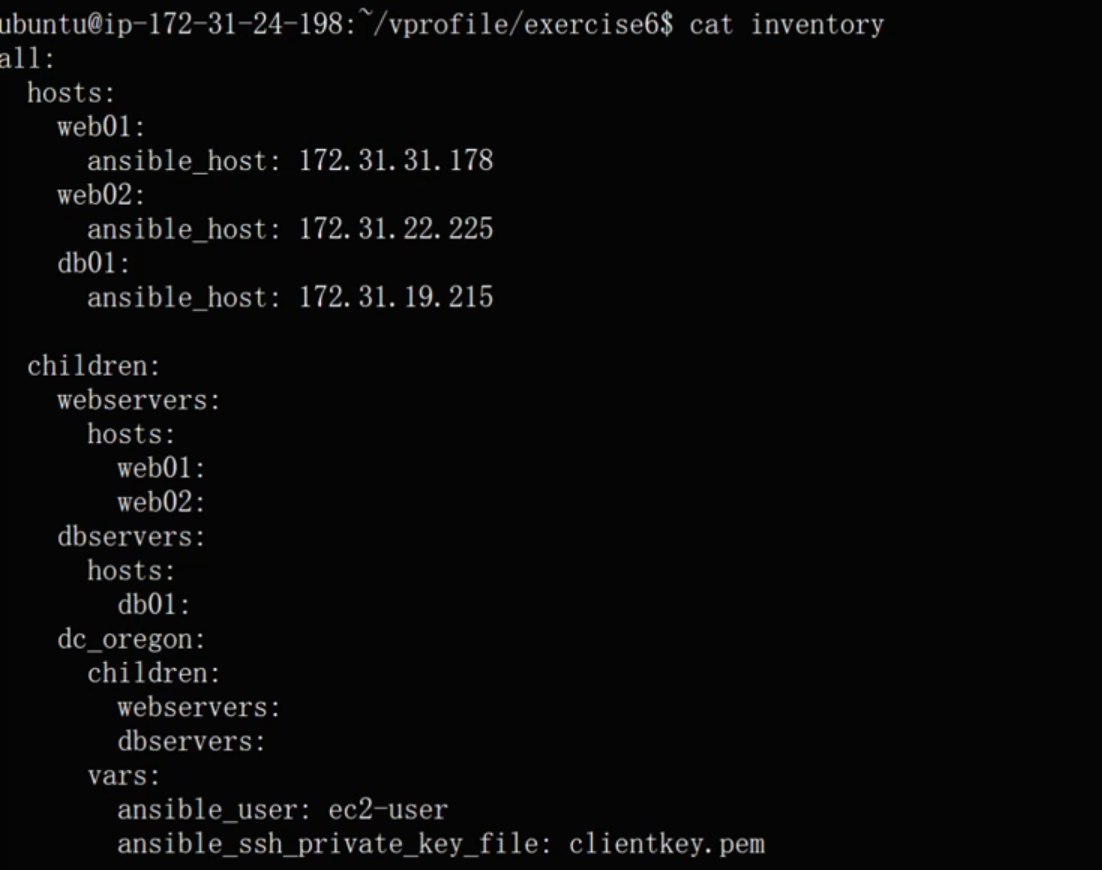 ubuntu@ip-172-31-24-198:~/vprofile/exercise6$ cat inventory
all:
  hosts:
    web01:
      ansible_host: 172.31.31.178
    web02:
      ansible_host: 172.31.22.225
    db01:
      ansible_host: 172.31.19.215

  children:
    webservers:
      hosts:
        web01:
        web02:
    dbservers:
      hosts:
        db01:
    dc_oregon:
      children:
        webservers:
        dbservers:
      vars:
        ansible_user: ec2-user
        ansible_ssh_private_key_file: clientkey.pem